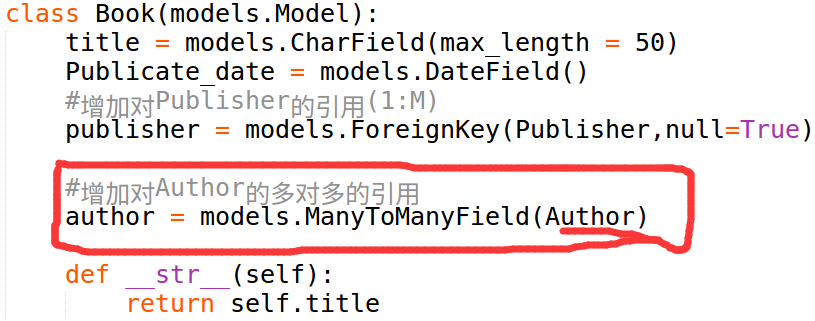 class Book(models.Model):
title = models.CharField(max_length = 50)
Publicate_date = models.DateField()
#增加对Publisher的引用(1:M)
publisher = models.ForeignKey(Publisher,null=True)
#增加对Author的多对多的引用
author = models.ManyToManyField(Author)
def __str__(self):
return self.title